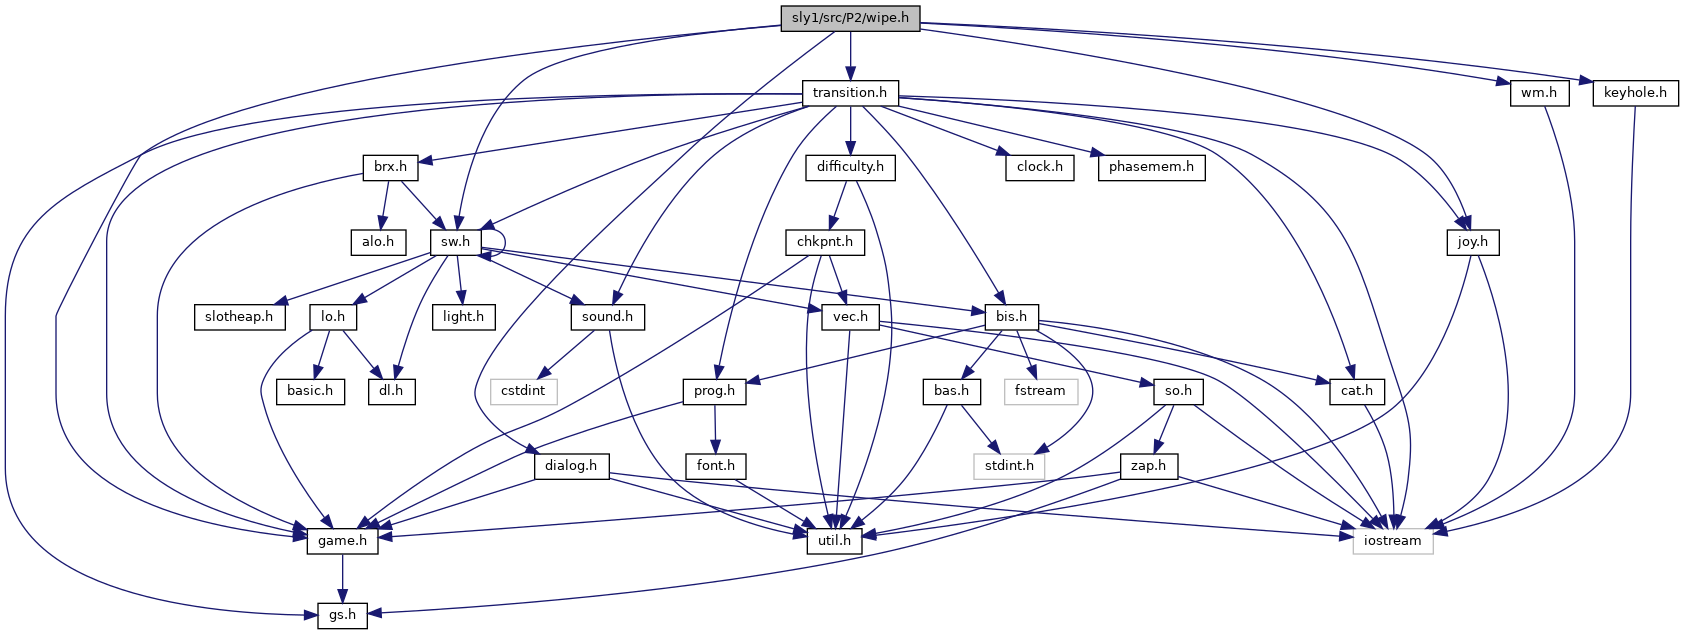 sly1/src/P2/wipe.h
transition.h
wm.h
keyhole.h
brx.h
difficulty.h
clock.h
phasemem.h
alo.h
sw.h
chkpnt.h
joy.h
slotheap.h
lo.h
light.h
sound.h
vec.h
bis.h
basic.h
dl.h
cstdint
prog.h
bas.h
fstream
so.h
cat.h
dialog.h
font.h
stdint.h
zap.h
game.h
util.h
iostream
gs.h